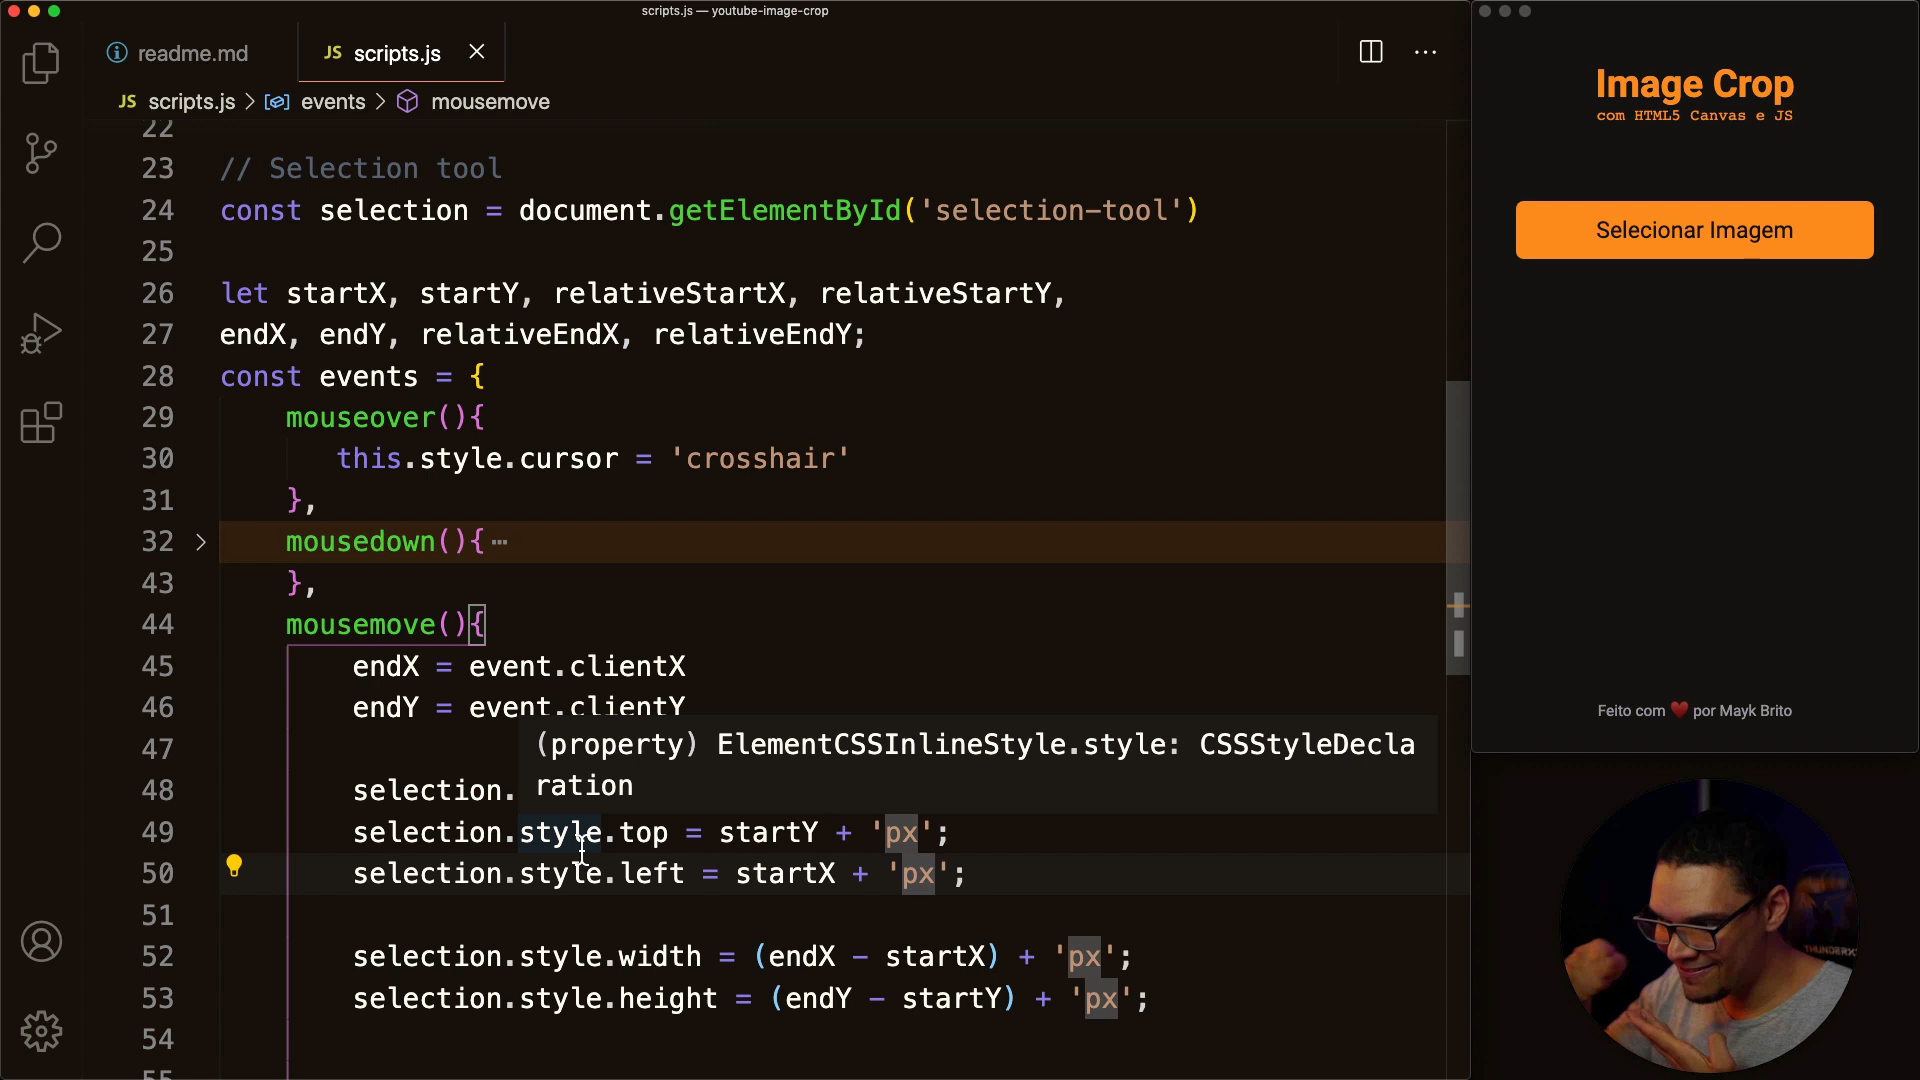 scripts.js — youtube-image-crop
readme.md
JS scripts.js
JS scripts.js > events > mousemove
22
23 // Selection tool
24 const selection = document.getElementById('selection-tool')
25
26 let startX, startY, relativeStartX, relativeStartY,
27 endX, endY, relativeEndX, relativeEndY;
28 const events = {
29 mouseover(){
30 this.style.cursor = 'crosshair'
31 },
32 mousedown(){ ⋯
43 },
44 mousemove(){
45 endX = event.clientX
46 endY = event.clientY
47
(property) ElementCSSInlineStyle.style: CSSStyleDecla
ration
48 selection.
49 selection.style.top = startY + 'px';
50 selection.style.left = startX + 'px';
51
52 selection.style.width = (endX - startX) + 'px';
53 selection.style.height = (endY - startY) + 'px';
54
55
Image Crop
com HTML5 Canvas e JS
Selecionar Imagem
Feito com ❤️ por Mayk Brito